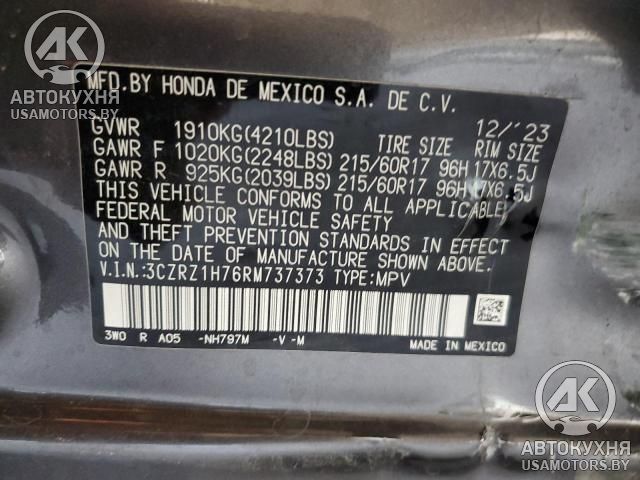 MFD. BY HONDA DE MEXICO S.A. DE C.V.
12/'23
GVWR 1910KG(4210LBS) TIRE SIZE RIM SIZE
GAWR F 1020KG(2248LBS) 215/60R17 96H 17X6.5J
GAWR R 925KG(2039LBS) 215/60R17 96H 17X6.5J
THIS VEHICLE CONFORMS TO ALL APPLICABLE
FEDERAL MOTOR VEHICLE SAFETY
AND THEFT PREVENTION STANDARDS IN EFFECT
ON THE DATE OF MANUFACTURE SHOWN ABOVE.
V.I.N.:3CZRZ1H76RM737373 TYPE:MPV
3W0 R A05 -NH797M -V -M
MADE IN MEXICO
АК
АВТОКУХНЯ
USAMOTORS.BY
АК
АВТОКУХНЯ
USAMOTORS.BY